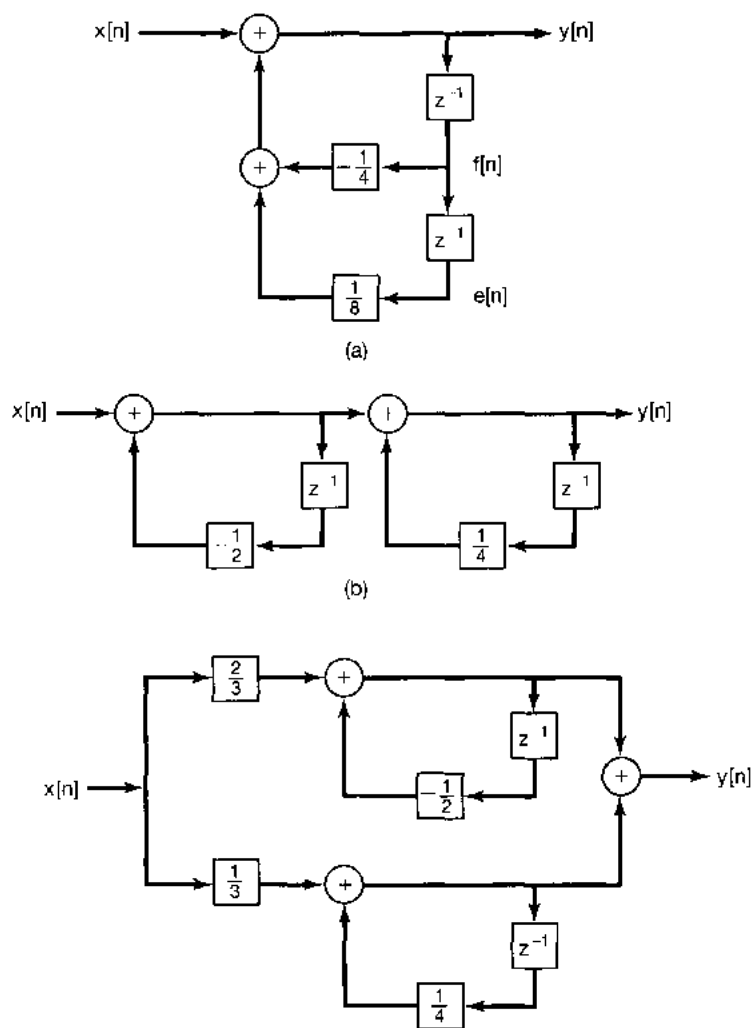 x[n] + y[n]
z⁻¹
+ -1/4 f[n]
z⁻¹
1/8 e[n]
(a)
x[n] + + y[n]
z⁻¹ z⁻¹
-1/2 1/4
(b)
2/3 +
z⁻¹
x[n] + y[n]
-1/2
1/3 +
z⁻¹
1/4